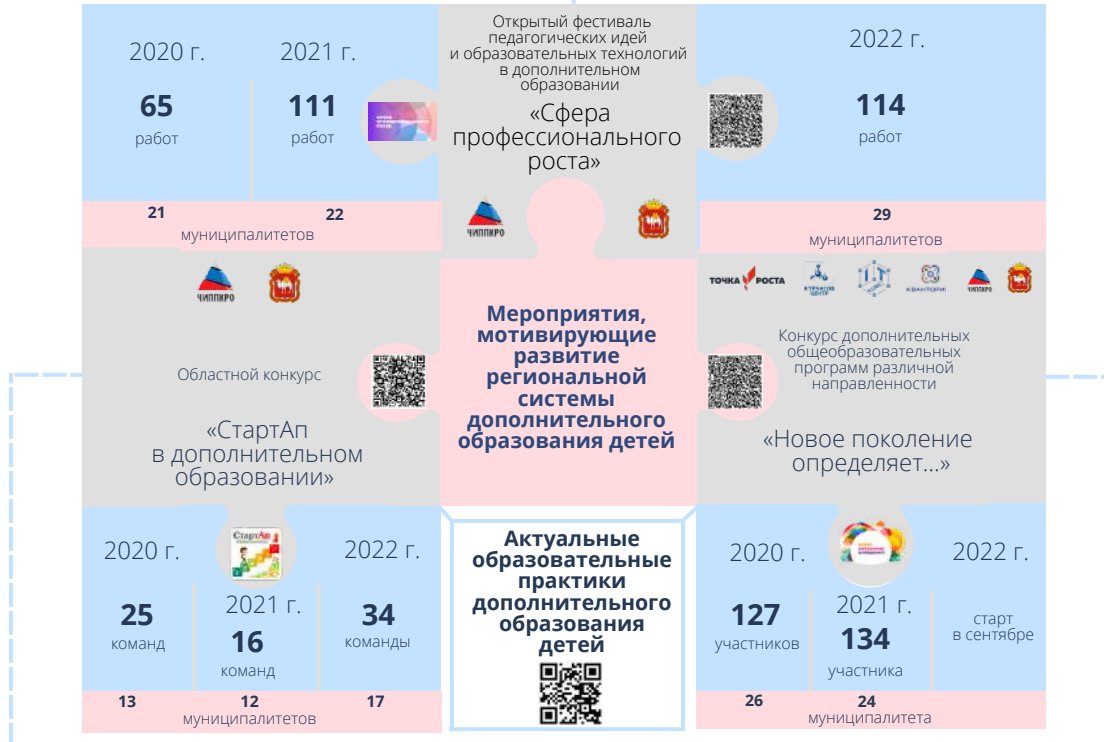 2020 г.
65
работ
2021 г.
111
работ
21
22
муниципалитетов
Открытый фестиваль
педагогических идей
и образовательных технологий
в дополнительном
образовании
«Сфера
профессионального
роста»
ЧИППКРО
2022 г.
114
работ
29
муниципалитетов
ЧИППКРО
Областной конкурс
«СтартАп
в дополнительном
образовании»
Мероприятия,
мотивирующие
развитие
региональной
системы
дополнительного
образования детей
ТОЧКА РОСТА
КВАНТОРИУМ
ЧИППКРО
Конкурс дополнительных
общеобразовательных
программ различной
направленности
«Новое поколение
определяет...»
2020 г.
25
команд
СтартАп
2021 г.
16
команд
2022 г.
34
команды
13
12
17
муниципалитетов
Актуальные
образовательные
практики
дополнительного
образования
детей
2020 г.
127
участников
2021 г.
134
участника
2022 г.
старт
в сентябре
26
24
муниципалитета